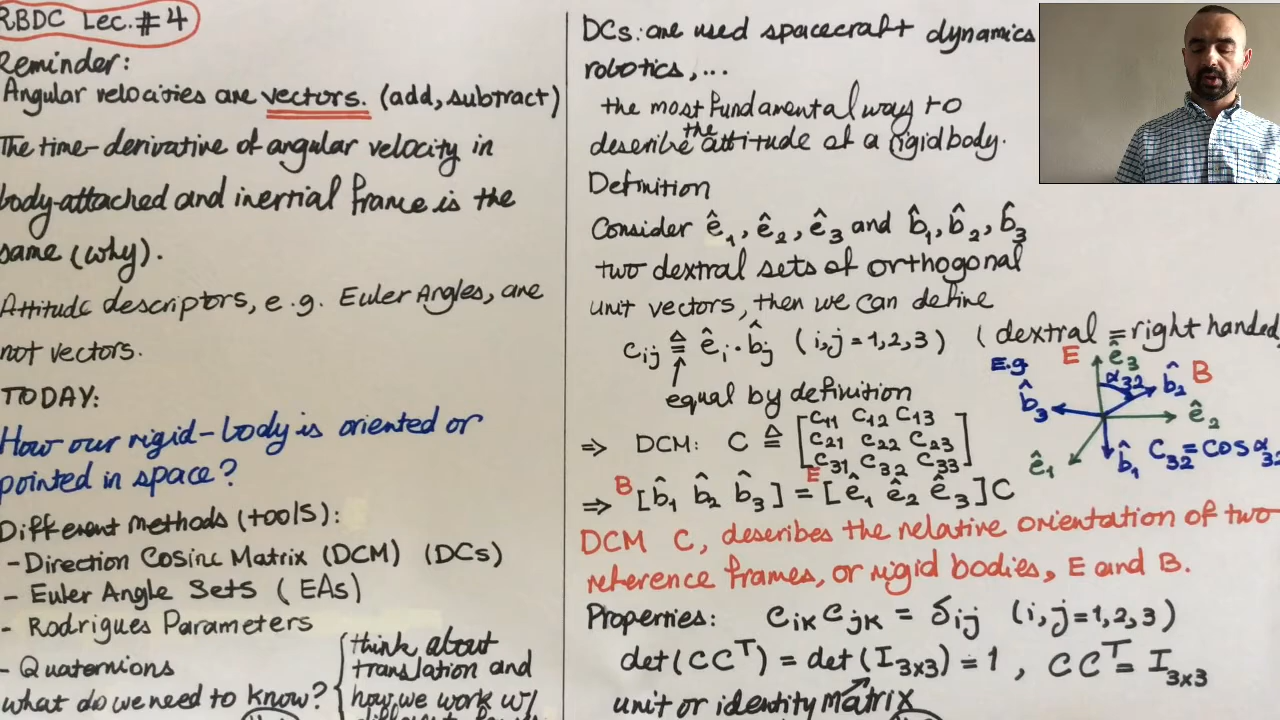 RBDC Lec. #4
Reminder:
Angular velocities are vectors. (add, subtract)
The time-derivative of angular velocity in
body-attached and inertial frame is the
same (why).
Attitude descriptors, e.g. Euler Angles, are
not vectors.
TODAY:
How our rigid-body is oriented or
pointed in space?
Different methods (tools):
- Direction Cosine Matrix (DCM) (DCs)
- Euler Angle Sets (EAs)
- Rodrigues Parameters
- Quaternions
what do we need to know?
think about
translation and
how we work w/
DCs: are used spacecraft dynamics
robotics, ...
the most fundamental way to
describe the attitude of a rigid body.
Definition
Consider ê₁, ê₂, ê₃ and b̂₁, b̂₂, b̂₃
two dextral sets of orthogonal
unit vectors, then we can define
cᵢⱼ ≜ êᵢ · b̂ⱼ (i,j = 1,2,3) (dextral ≡ right handed
equal by definition
E.g
E
ê₃
α₃₂
b̂₂
B
b̂₃
ê₂
ê₁
b̂₁
C₃₂ = cos α₃₂
⇒ DCM: C ≜ [C₁₁ C₁₂ C₁₃
C₂₁ C₂₂ C₂₃
C₃₁ C₃₂ C₃₃]
⇒ B[b̂₁ b̂₂ b̂₃] = E[ê₁ ê₂ ê₃]C
DCM C, describes the relative orientation of two
reference frames, or rigid bodies, E and B.
Properties: Cᵢₖ Cⱼₖ = δᵢⱼ (i,j = 1,2,3)
det(CCᵀ) = det(I₃ₓ₃) = 1 , CCᵀ = I₃ₓ₃
unit or identity matrix